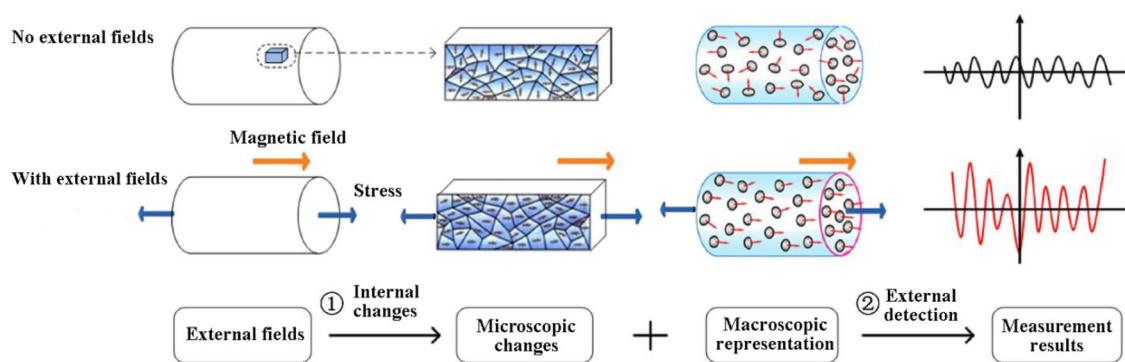 No external fields
Magnetic field
With external fields
Stress
① Internal
changes
② External
detection
External fields
Microscopic
changes
Macroscopic
representation
Measurement
results